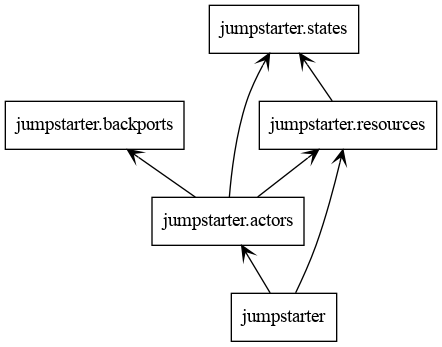 jumpstarter.states
jumpstarter.backports
jumpstarter.resources
jumpstarter.actors
jumpstarter